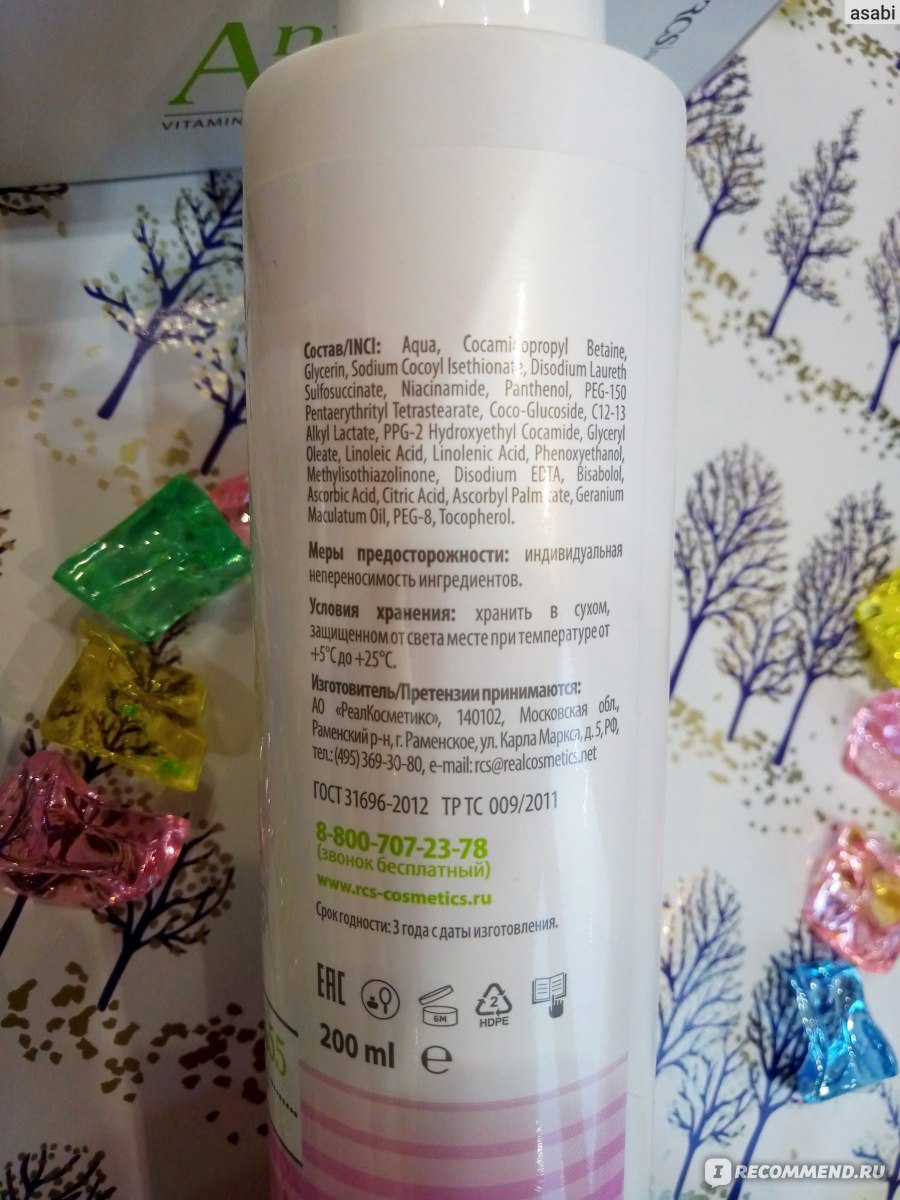 asabi
VITAMIN
Состав/INCI: Aqua, Cocamidopropyl Betaine,
Glycerin, Sodium Cocoyl Isethionate, Disodium Laureth
Sulfosuccinate, Niacinamide, Panthenol, PEG-150
Pentaerythrityl Tetrastearate, Coco-Glucoside, C12-13
Alkyl Lactate, PPG-2 Hydroxyethyl Cocamide, Glyceryl
Oleate, Linoleic Acid, Linolenic Acid, Phenoxyethanol,
Methylisothiazolinone, Disodium EDTA, Bisabolol,
Ascorbic Acid, Citric Acid, Ascorbyl Palmitate, Geranium
Maculatum Oil, PEG-8, Tocopherol.
Меры предосторожности: индивидуальная
непереносимость ингредиентов.
Условия хранения: хранить в сухом,
защищенном от света месте при температуре от
+5°С до +25°С.
Изготовитель/Претензии принимаются:
АО «РеалКосметикс», 140102, Московская обл.,
Раменский р-н, г. Раменское, ул. Карла Маркса, д. 5, РФ,
тел.: (495) 369-30-80, e-mail: rcs@realcosmetics.net
ГОСТ 31696-2012 ТР ТС 009/2011
8-800-707-23-78
(звонок бесплатный)
www.rcs-cosmetics.ru
Срок годности: 3 года с даты изготовления.
EAC
6M
2
HDPE
200 ml e
IRECOMMEND.RU